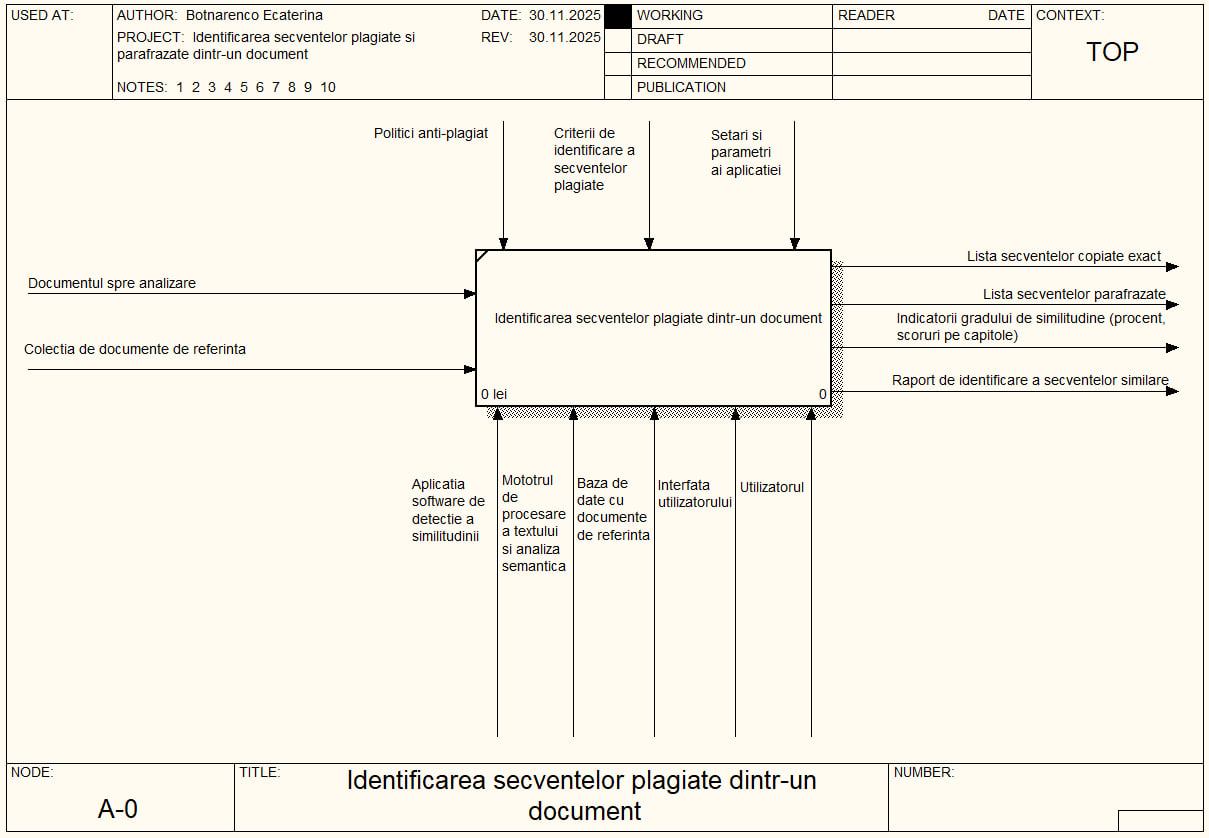 USED AT:
AUTHOR: Botnarenco Ecaterina
DATE: 30.11.2025
PROJECT: Identificarea secventelor plagiate si
parafrazate dintr-un document
REV: 30.11.2025
NOTES: 1 2 3 4 5 6 7 8 9 10
WORKING
DRAFT
RECOMMENDED
PUBLICATION
READER
DATE
CONTEXT:
TOP
Politici anti-plagiat
Criterii de
identificare a
secventelor
plagiate
Setari si
parametri
ai aplicatiei
Documentul spre analizare
Colectia de documente de referinta
Identificarea secventelor plagiate dintr-un document
0 lei
0
Lista secventelor copiate exact
Lista secventelor parafrazate
Indicatorii gradului de similitudine (procent,
scoruri pe capitole)
Raport de identificare a secventelor similare
Aplicatia
software de
detectie a
similitudinii
Mototrul
de
procesare
a textului
si analiza
semantica
Baza de
date cu
documente
de referinta
Interfata
utilizatorului
Utilizatorul
NODE:
A-0
TITLE:
Identificarea secventelor plagiate dintr-un
document
NUMBER: